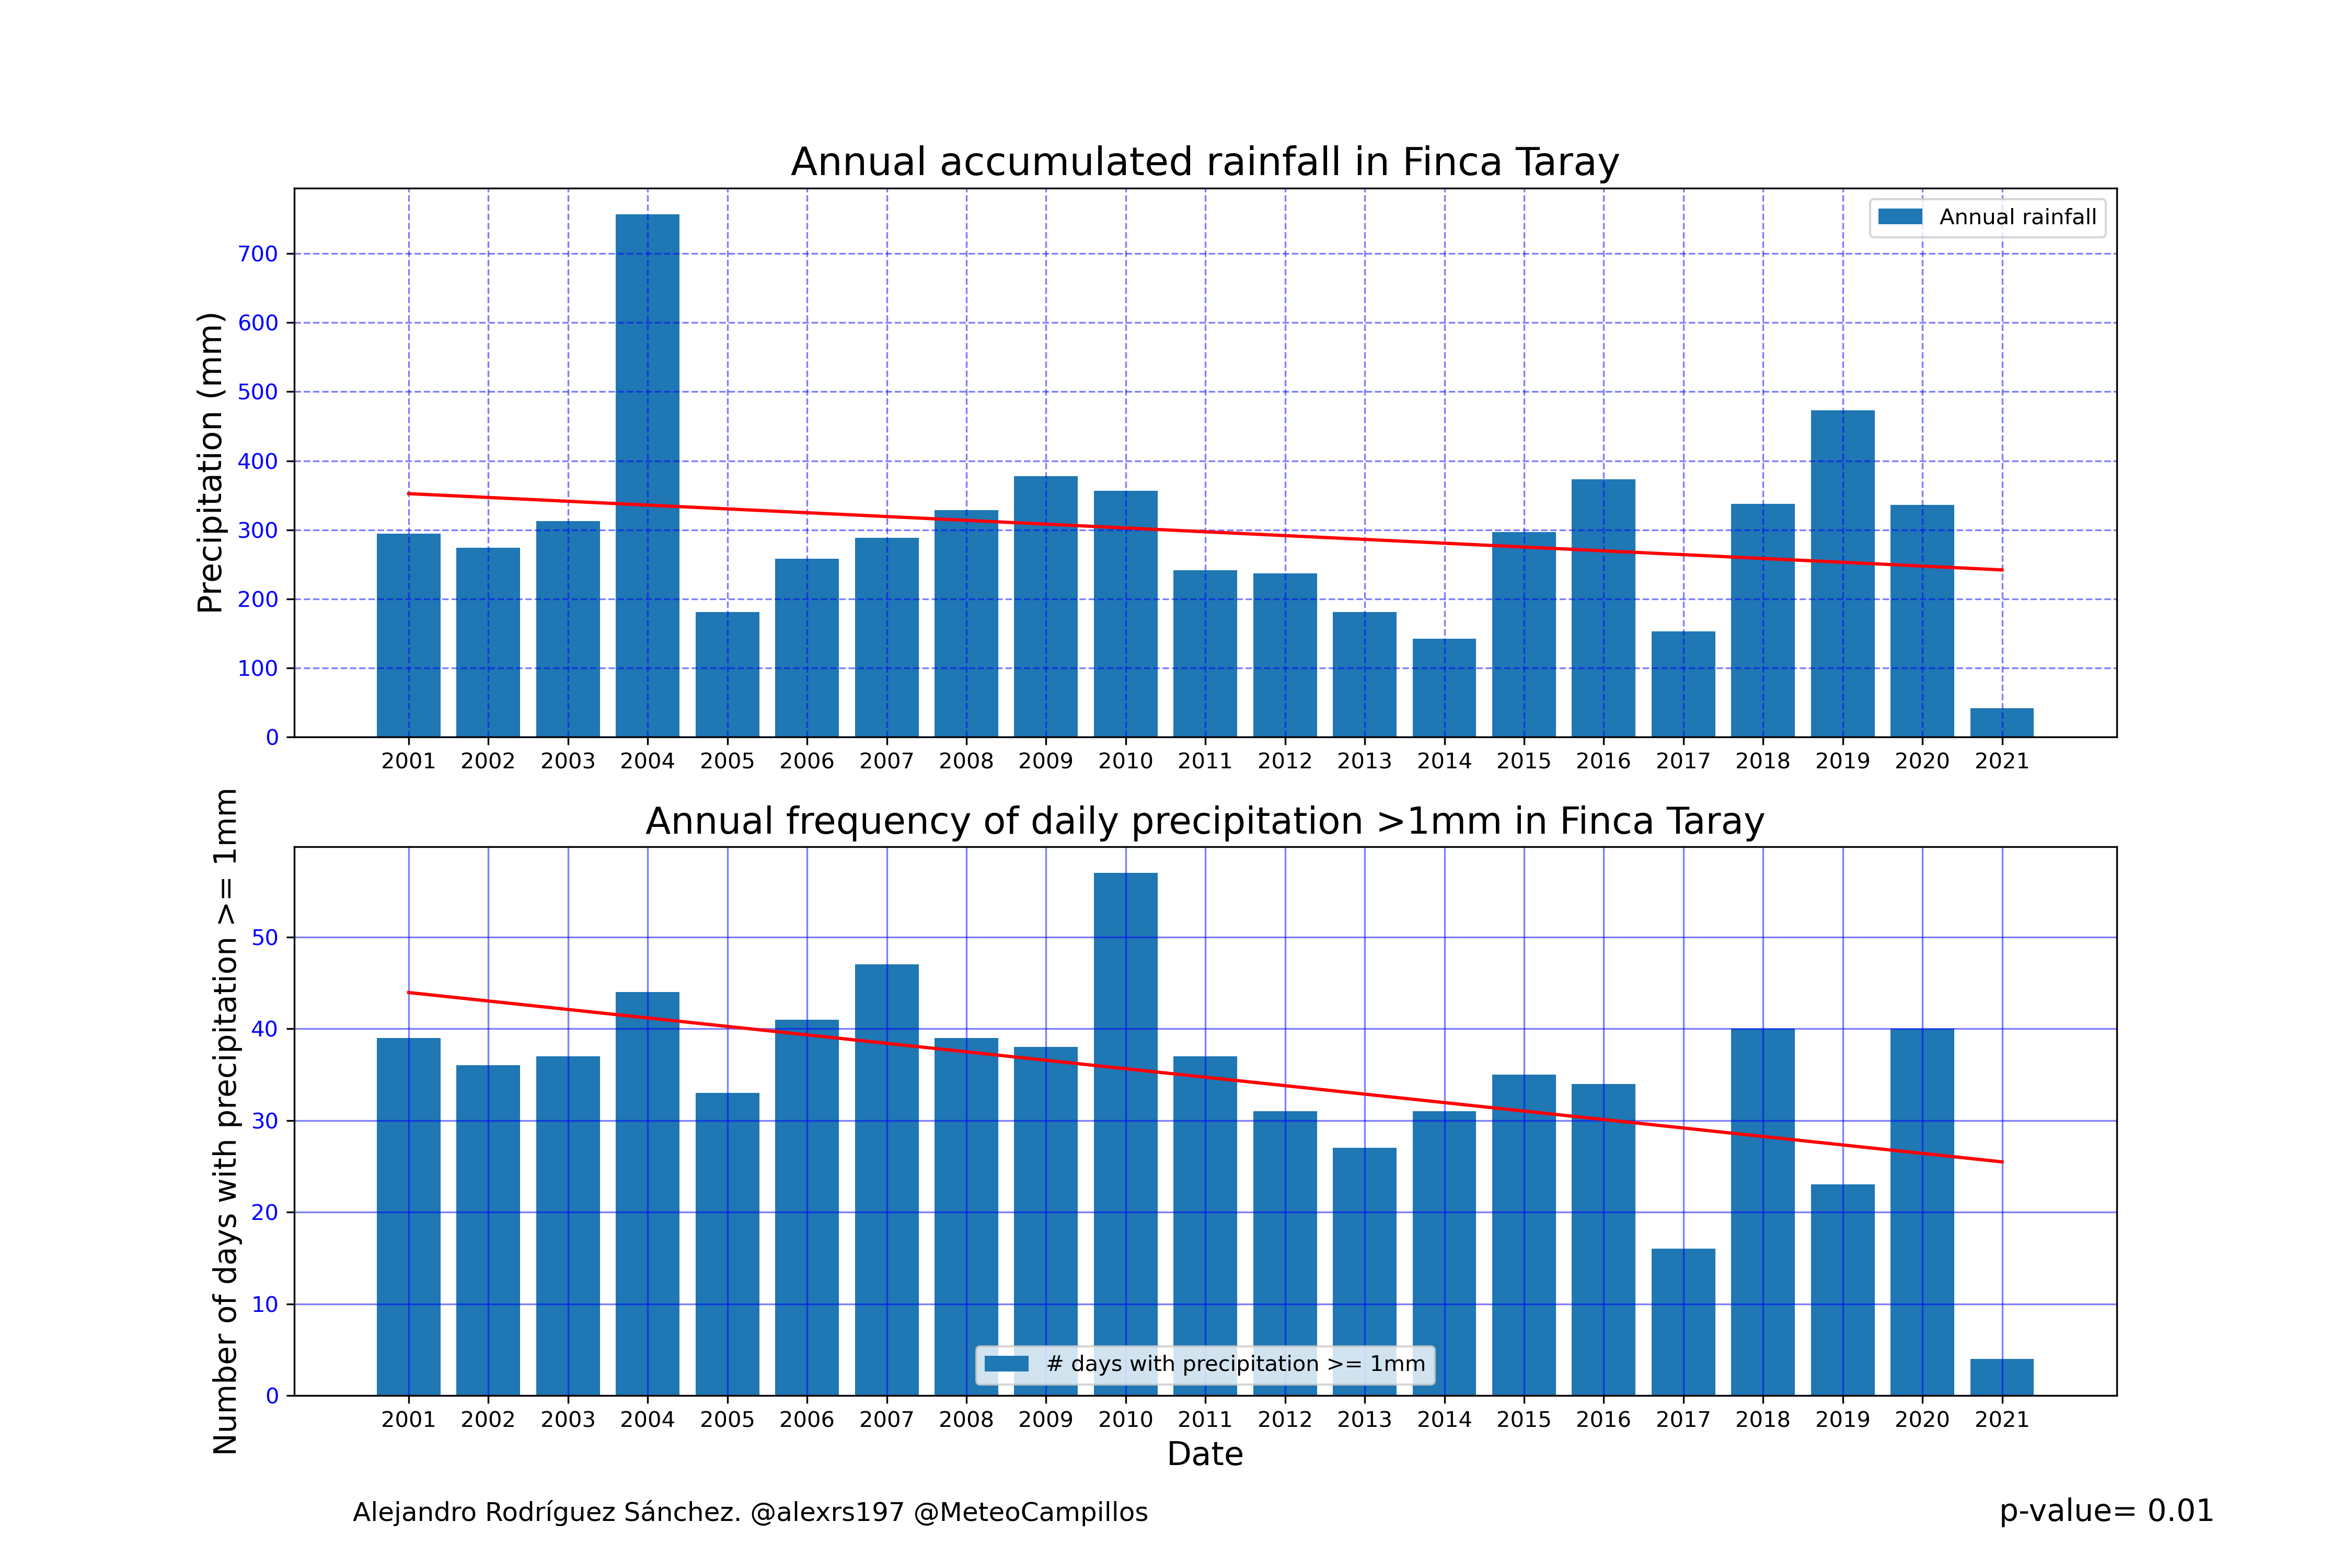 Annual accumulated rainfall in Finca Taray
Annual rainfall
Precipitation (mm)
700
600
500
400
300
200
100
0
2001 2002 2003 2004 2005 2006 2007 2008 2009 2010 2011 2012 2013 2014 2015 2016 2017 2018 2019 2020 2021
Annual frequency of daily precipitation >1mm in Finca Taray
Number of days with precipitation >= 1mm
50
40
30
20
10
0
# days with precipitation >= 1mm
2001 2002 2003 2004 2005 2006 2007 2008 2009 2010 2011 2012 2013 2014 2015 2016 2017 2018 2019 2020 2021
Date
Alejandro Rodríguez Sánchez. @alexrs197 @MeteoCampillos
p-value= 0.01